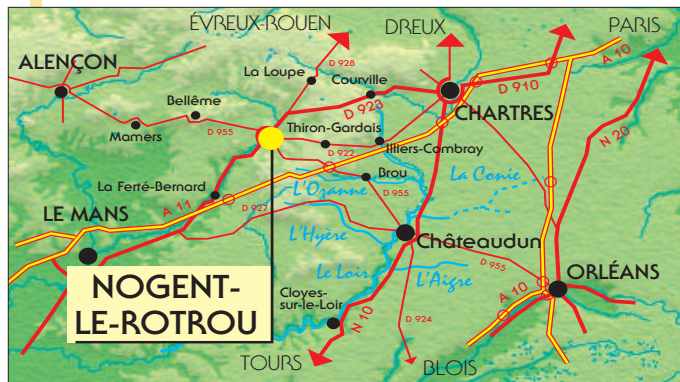 ÉVREUX-ROUEN
DREUX
PARIS
ALENÇON
D 928
A 10
La Loupe
Courville
Bellême
D 923
D 910
CHARTRES
N 20
Mamers
D 955
Thiron-Gardais
D 922
Illiers-Combray
Brou
La Ferté-Bernard
L'Ozanne
D 955
La Conie
LE MANS
A 11
D 927
L'Hyère
Châteaudun
NOGENT-
LE-ROTROU
Le Loir
L'Aigre
D 955
ORLÉANS
Cloyes-
sur-le-Loir
A 10
N 10
D 924
TOURS
BLOIS